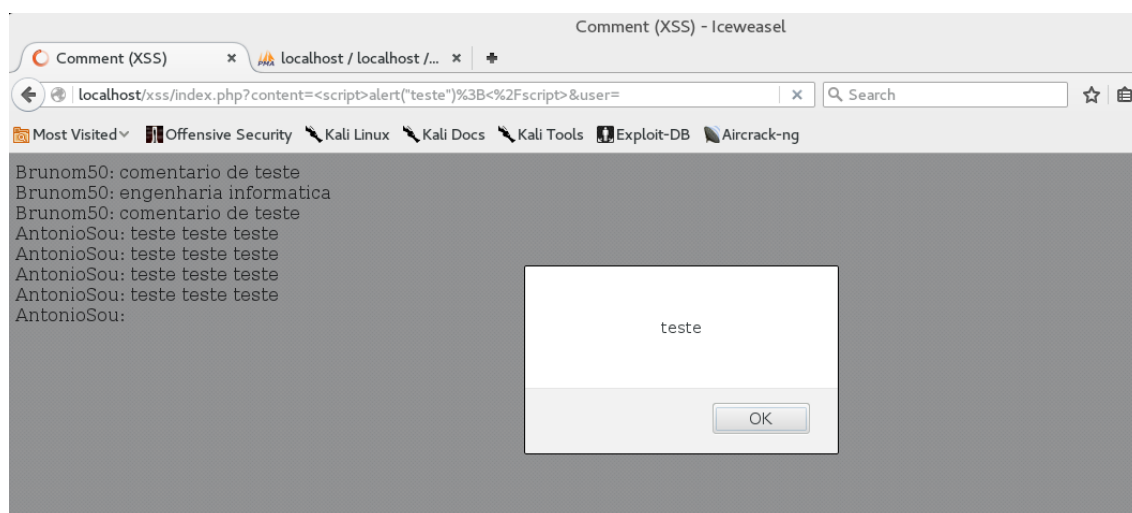 Comment (XSS) - Iceweasel
Comment (XSS) × localhost / localhost /... ×
localhost/xss/index.php?content=<script>alert("teste")%3B<%2Fscript>&user= Search
Most Visited Offensive Security Kali Linux Kali Docs Kali Tools Exploit-DB Aircrack-ng
Brunom50: comentario de teste
Brunom50: engenharia informatica
Brunom50: comentario de teste
AntonioSou: teste teste teste
AntonioSou: teste teste teste
AntonioSou: teste teste teste
AntonioSou: teste teste teste
AntonioSou:
teste
OK